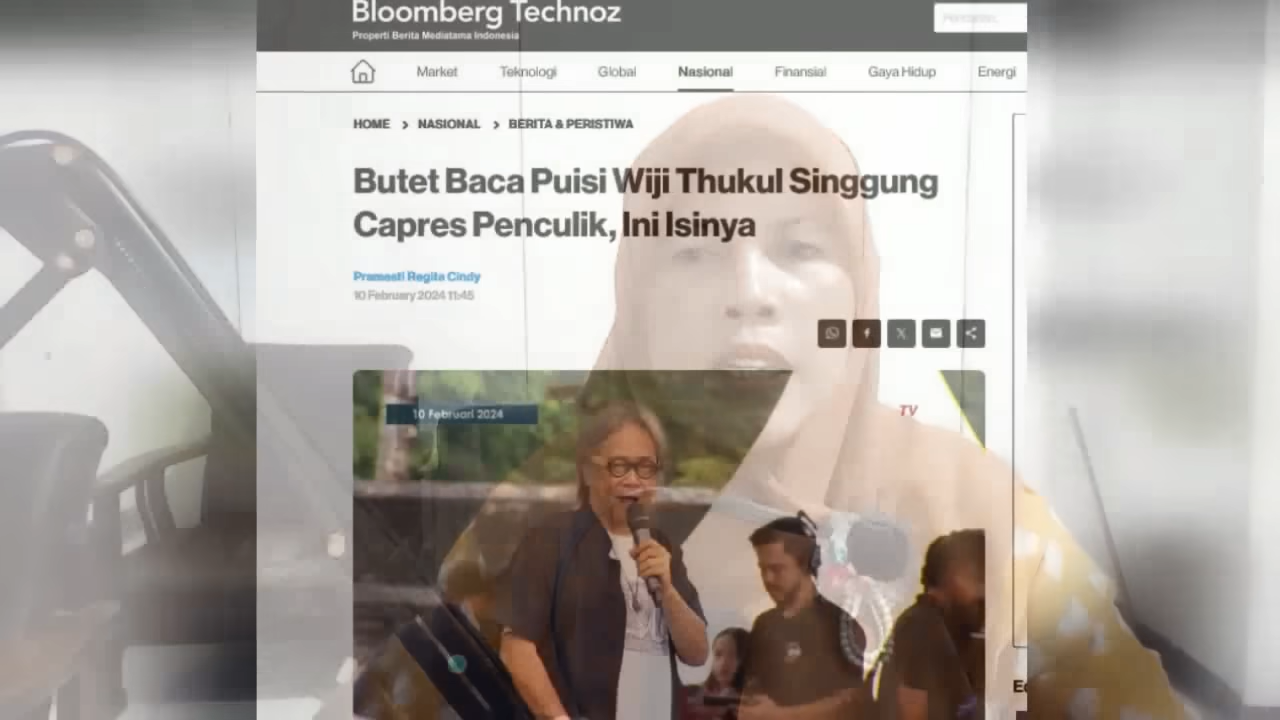 Bloomberg Technoz
Properti Berita Mediatama Indonesia
Market Teknologi Global Nasional Finansial Gaya Hidup Energi
HOME > NASIONAL > BERITA & PERISTIWA
Butet Baca Puisi Wiji Thukul Singgung
Capres Penculik, Ini Isinya
Pramesti Regita Cindy
10 February 2024 11:45
10 Februari 2024
TV